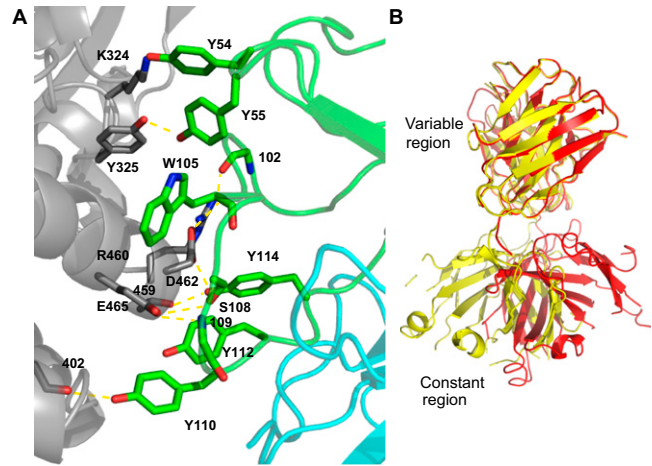 A
B
K324
Y54
Y55
Y325
102
W105
R460
459
D462
Y114
E465
S108
109
402
Y112
Y110
Variable
region
Constant
region